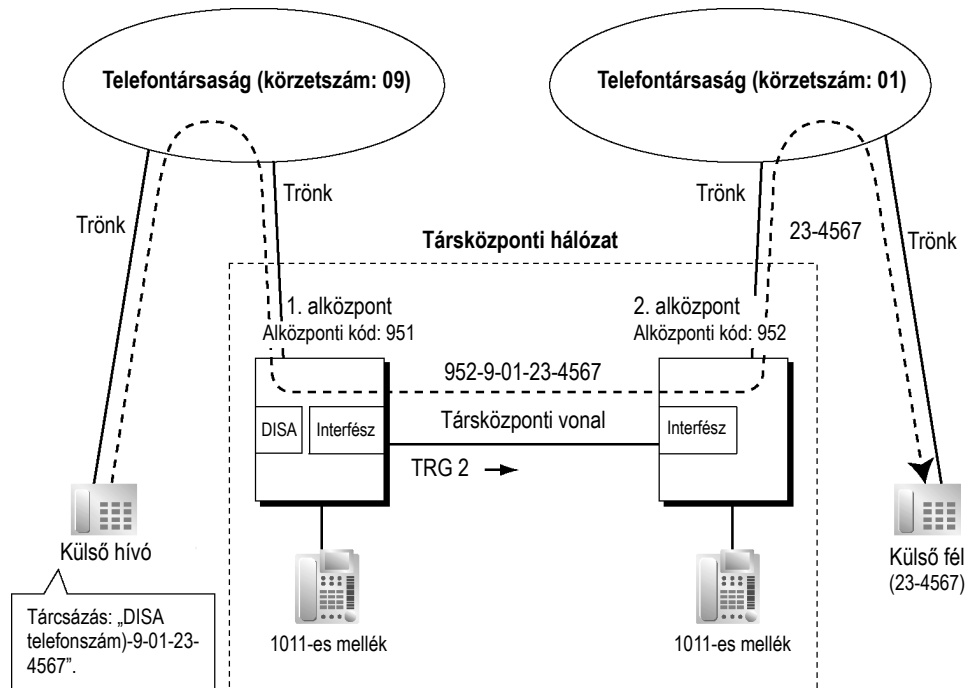 Telefontársaság (körzetszám: 09)
Telefontársaság (körzetszám: 01)
Trönk
Trönk
Trönk
23-4567
Trönk
Társközponti hálózat
1. alközpont
Alközponti kód: 951
2. alközpont
Alközponti kód: 952
952-9-01-23-4567
DISA
Interfész
Társközponti vonal
Interfész
TRG 2
Külső hívó
Külső fél
(23-4567)
Tárcsázás: „DISA
telefonszám)-9-01-23-
4567”.
1011-es mellék
1011-es mellék